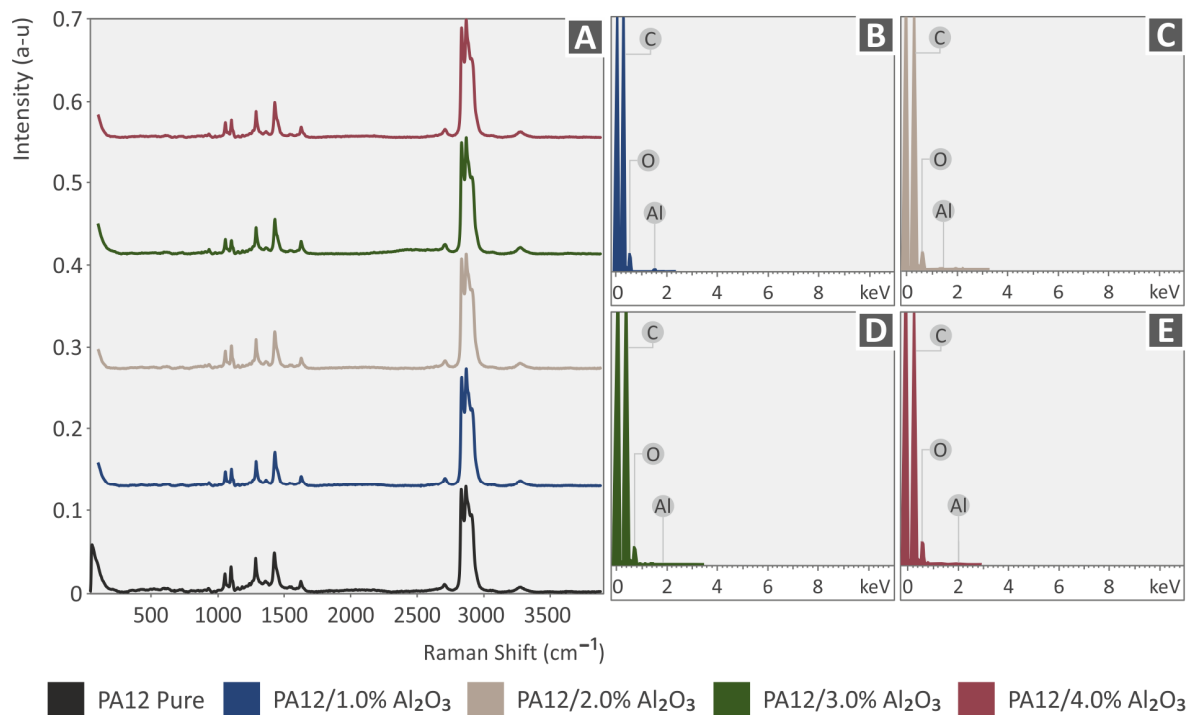 Intensity (a-u)
0.7
0.6
0.5
0.4
0.3
0.2
0.1
0
500 1000 1500 2000 2500 3000 3500
Raman Shift (cm⁻¹)
A
B
C
O
Al
0 2 4 6 8 keV
C
C
O
Al
0 2 4 6 8 keV
D
C
O
Al
0 2 4 6 8 keV
E
C
O
Al
0 2 4 6 8 keV
PA12 Pure PA12/1.0% Al₂O₃ PA12/2.0% Al₂O₃ PA12/3.0% Al₂O₃ PA12/4.0% Al₂O₃